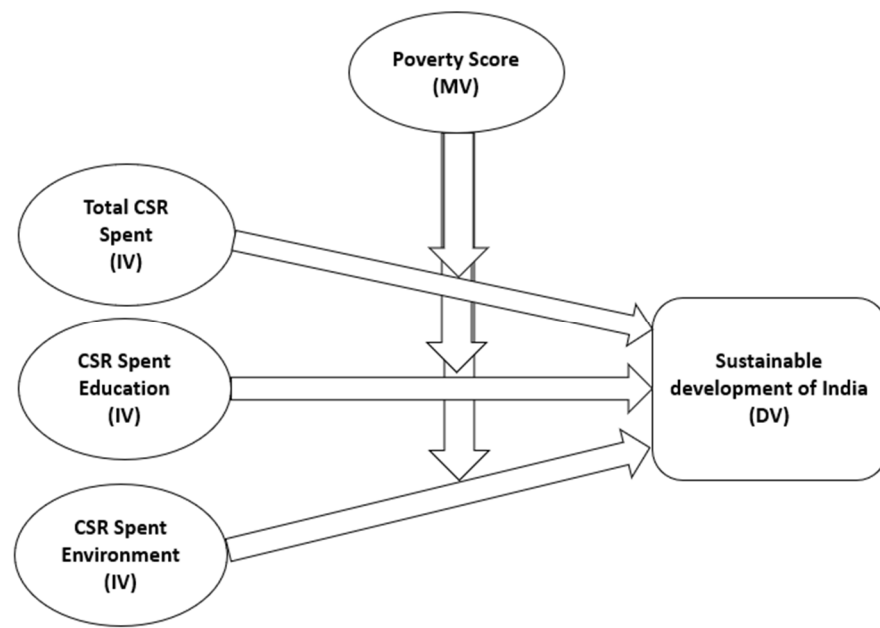 Poverty Score
(MV)
Total CSR
Spent
(IV)
CSR Spent
Education
(IV)
CSR Spent
Environment
(IV)
Sustainable
development of India
(DV)